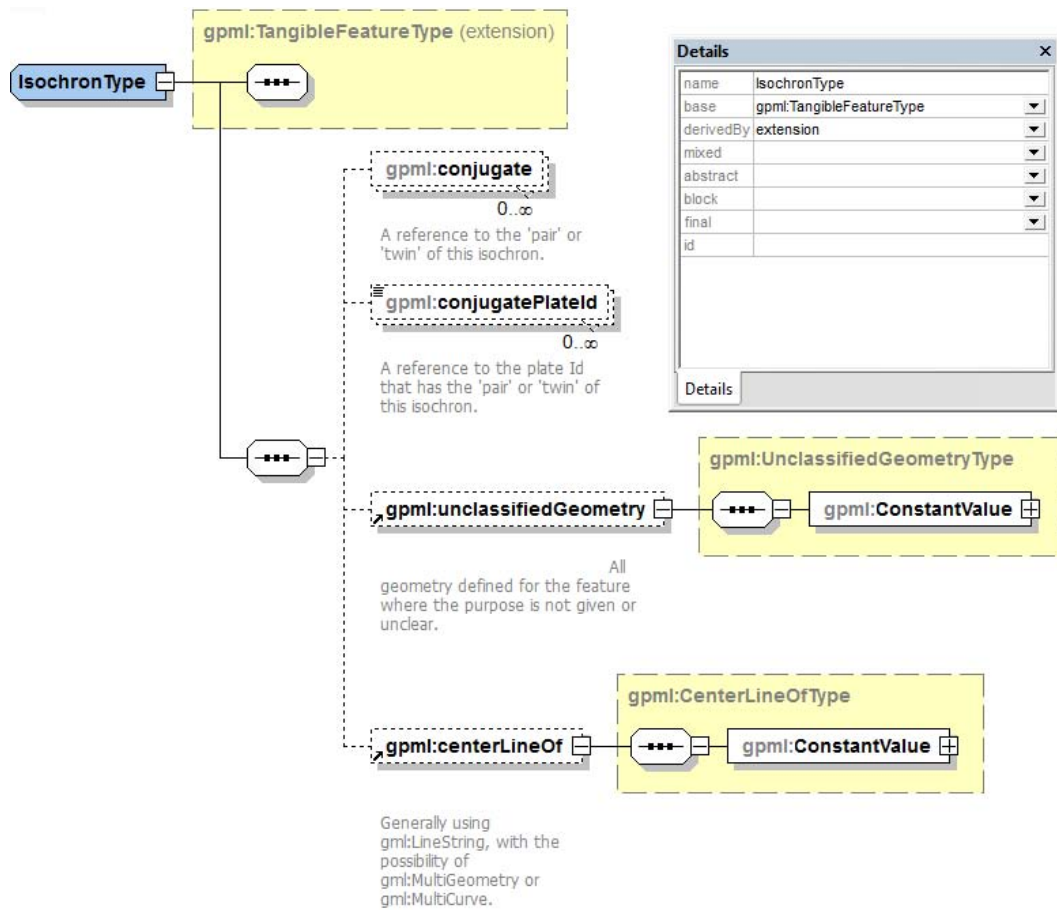 gpml:TangibleFeatureType (extension)
IsochronType
gpml:conjugate
0..∞
A reference to the 'pair' or
'twin' of this isochron.
gpml:conjugatePlateId
0..∞
A reference to the plate Id
that has the 'pair' or 'twin' of
this isochron.
Details
name IsochronType
base gpml:TangibleFeatureType
derivedBy extension
mixed
abstract
block
final
id
Details
gpml:UnclassifiedGeometryType
gpml:unclassifiedGeometry
gpml:ConstantValue
All
geometry defined for the feature
where the purpose is not given or
unclear.
gpml:CenterLineOfType
gpml:centerLineOf
gpml:ConstantValue
Generally using
gml:LineString, with the
possibility of
gml:MultiGeometry or
gml:MultiCurve.